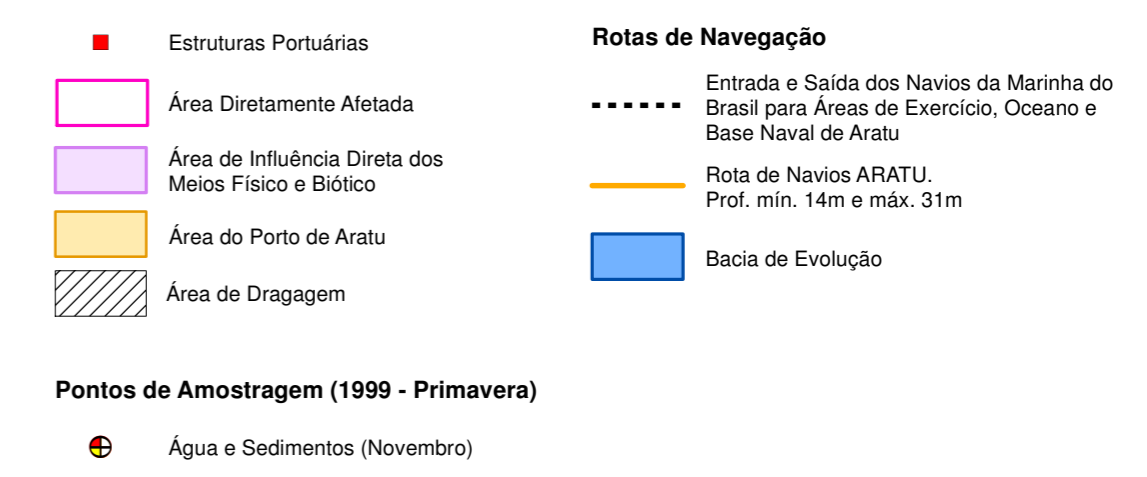 Estruturas Portuárias
Área Diretamente Afetada
Área de Influência Direta dos
Meios Físico e Biótico
Área do Porto de Aratu
Área de Dragagem
Rotas de Navegação
Entrada e Saída dos Navios da Marinha do
Brasil para Áreas de Exercício, Oceano e
Base Naval de Aratu
Rota de Navios ARATU.
Prof. mín. 14m e máx. 31m
Bacia de Evolução
Pontos de Amostragem (1999 - Primavera)
Água e Sedimentos (Novembro)